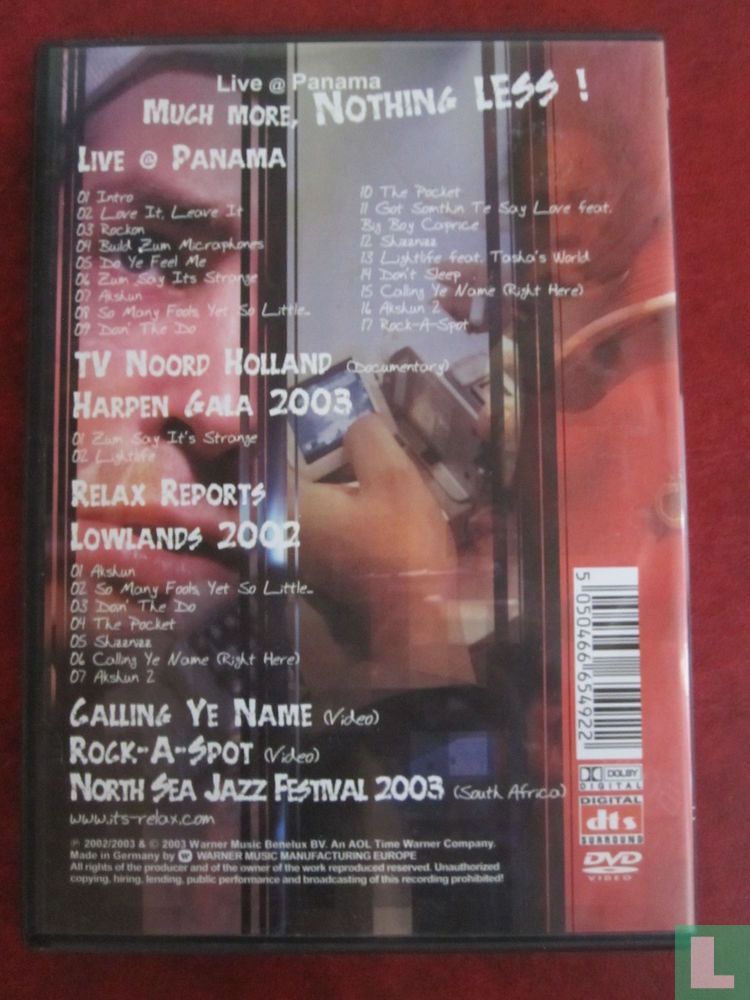 Live @ Panama
Much more, Nothing less !
Live @ Panama
01 Intro
02 Love It, Leave It
03 Rockon
04 Build Zum Micraphones
05 Do Ye Feel Me
06 Zum Say Its Strange
07 Akshun
08 So Many Fools, Yet So Little...
09 Doin' The Do
10 The Pocket
11 Got Somthin Te Say Love feat.
Big Boy Caprice
12 Shizznizz
13 Lightlife feat. Tasha's World
14 Don't Sleep
15 Calling Ye Name (Right Here)
16 Akshun 2
17 Rock-A-Spot
TV Noord Holland (Documentary)
Harpen Gala 2003
01 Zum Say It's Strange
02 Lightlife
Relax Reports
Lowlands 2002
01 Akshun
02 So Many Fools, Yet So Little...
03 Doin' The Do
04 The Pocket
05 Shizznizz
06 Calling Ye Name (Right Here)
07 Akshun 2
Calling Ye Name (Video)
Rock-A-Spot (Video)
North Sea Jazz Festival 2003 (South Africa)
www.its-relax.com
℗ 2002/2003 & © 2003 Warner Music Benelux BV. An AOL Time Warner Company.
Made in Germany by WARNER MUSIC MANUFACTURING EUROPE
All rights of the producer and of the owner of the work reproduced reserved. Unauthorized
copying, hiring, lending, public performance and broadcasting of this recording prohibited!
5 050466 654922
DOLBY
DIGITAL
DIGITAL
dts
SURROUND
DVD
VIDEO
L